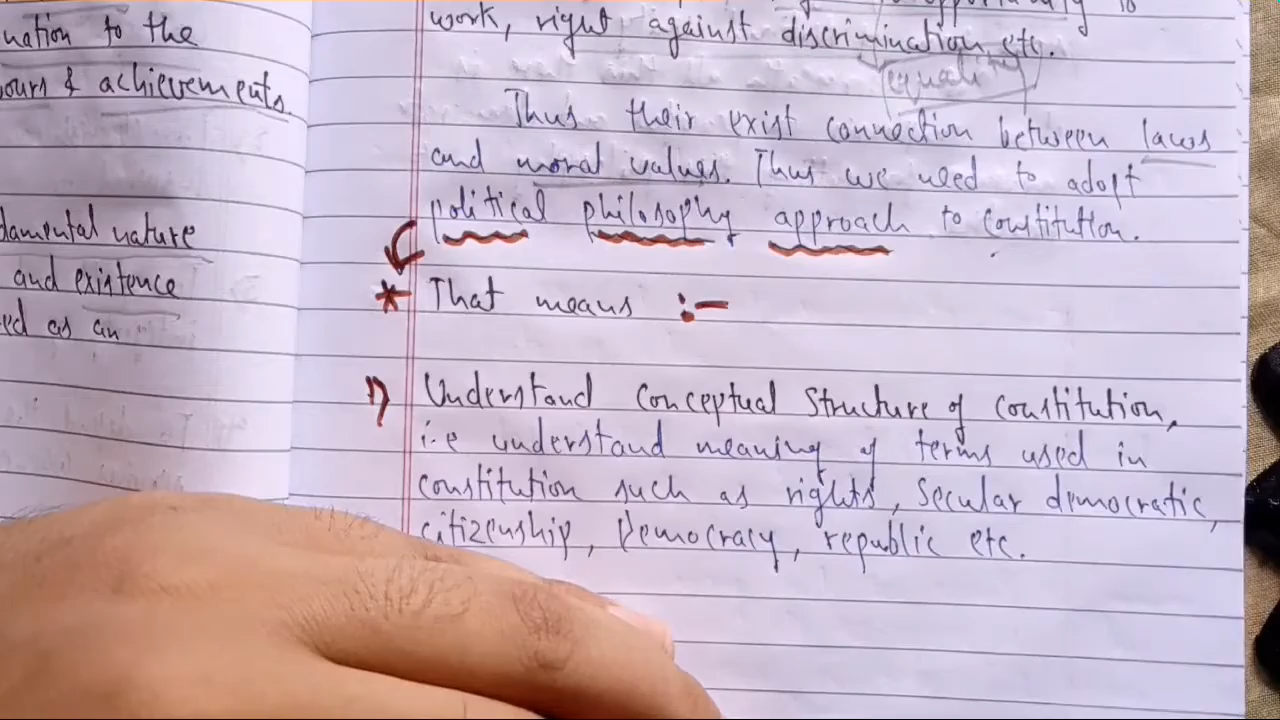 nation to the
ours & achievements.
damental nature
and existence
ed as an
opportunity to
work, right against discrimination, etc.
(equality)
Thus their exist connection between laws
and moral values. Thus we need to adopt
political philosophy approach to constitution.
* That means :-
1) Understand conceptual structure of constitution,
i.e understand meaning of terms used in
constitution such as rights, secular democratic,
citizenship, Democracy, republic etc.